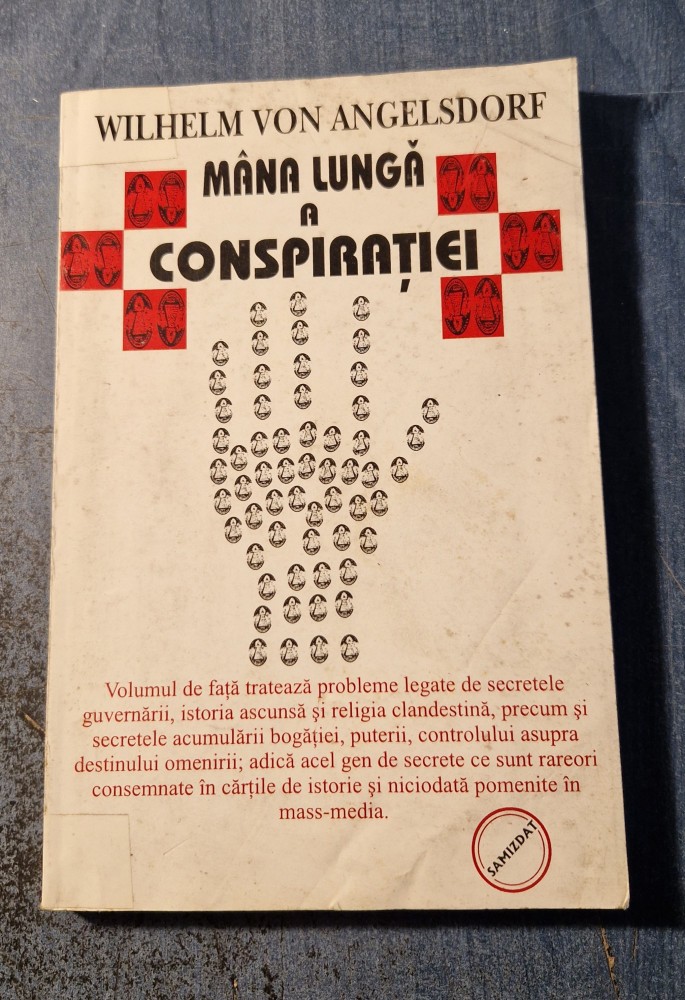 WILHELM VON ANGELSDORF
MÂNA LUNGĂ
A
CONSPIRAȚIEI
Volumul de față tratează probleme legate de secretele
guvernării, istoria ascunsă și religia clandestină, precum și
secretele acumulării bogăției, puterii, controlului asupra
destinului omenirii; adică acel gen de secrete ce sunt rareori
consemnate în cărțile de istorie și niciodată pomenite în
mass-media.
SAMIZDAT